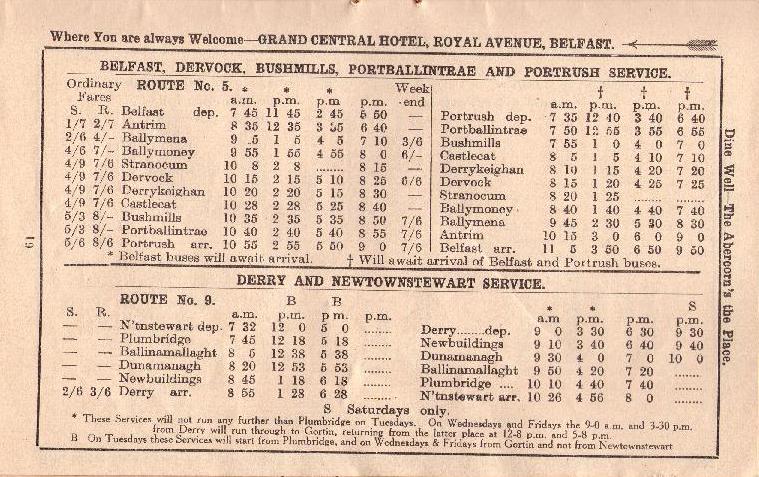 Where You are always Welcome—GRAND CENTRAL HOTEL, ROYAL AVENUE, BELFAST.
BELFAST, DERVOCK, BUSHMILLS, PORTBALLINTRAE AND PORTRUSH SERVICE.
Ordinary ROUTE No. 5. * * * Week
Fares a.m. p.m. p.m p.m. -end
S. R. Belfast dep. 7 45 11 45 2 45 5 50 —
1/7 2/7 Antrim 8 35 12 35 3 35 6 40 —
2/6 4/- Ballymena 9 5 1 5 4 5 7 10 3/6
4/6 7/- Ballymoney 9 55 1 55 4 55 8 0 6/-
4/9 7/6 Stranocum 10 8 2 8 ........ 8 15 —
4/9 7/6 Dervock 10 15 2 15 5 10 8 25 6/6
4/9 7/6 Derrykeighan 10 20 2 20 5 15 8 30 —
4/9 7/6 Castlecat 10 28 2 28 5 25 8 40 —
5/3 8/- Bushmills 10 35 2 35 5 35 8 50 7/6
5/3 8/- Portballintrae 10 40 2 40 5 40 8 55 7/6
5/6 8/6 Portrush arr. 10 55 2 55 5 50 9 0 7/6
† † †
a.m. p.m. p.m. p.m.
Portrush dep. 7 35 12 40 3 40 6 40
Portballintrae 7 50 12 55 3 55 6 55
Bushmills 7 55 1 0 4 0 7 0
Castlecat 8 5 1 5 4 10 7 10
Derrykeighan 8 10 1 15 4 20 7 20
Dervock 8 15 1 20 4 25 7 25
Stranocum 8 20 1 25 ........ ........
Ballymoney 8 40 1 40 4 40 7 40
Ballymena 9 45 2 30 5 30 8 30
Antrim 10 15 3 0 6 0 9 0
Belfast arr. 11 5 3 50 6 50 9 50
* Belfast buses will await arrival. † Will await arrival of Belfast and Portrush buses.
DERRY AND NEWTOWNSTEWART SERVICE.
ROUTE No. 9. B B
S. R. a.m. p.m. p m. p.m.
— — N'tnstewart dep. 7 32 12 0 5 0 ........
— — Plumbridge 7 45 12 18 5 18 ........
— — Ballinamallaght 8 5 12 38 5 38 ........
— — Dunamanagh 8 20 12 53 5 53 ........
— — Newbuildings 8 45 1 18 6 18 ........
2/6 3/6 Derry arr. 8 55 1 28 6 28 ........
* * S
a.m p.m. p.m. p.m.
Derry........dep. 9 0 3 30 6 30 9 30
Newbuildings 9 10 3 40 6 40 9 40
Dunamanagh 9 30 4 0 7 0 10 0
Ballinamallaght 9 50 4 20 7 20
Plumbridge .... 10 10 4 40 7 40 ........
N'tnstewart arr. 10 26 4 56 8 0 ........
S Saturdays only.
* These Services will not run any further than Plumbridge on Tuesdays. On Wednesdays and Fridays the 9-0 a.m. and 3-30 p.m.
from Derry will run through to Gortin, returning from the latter place at 12-8 p.m. and 5-8 p.m.
B On Tuesdays these Services will start from Plumbridge, and on Wednesdays & Fridays from Gortin and not from Newtownstewart
Dine Well—The Abercorn's the Place.
19